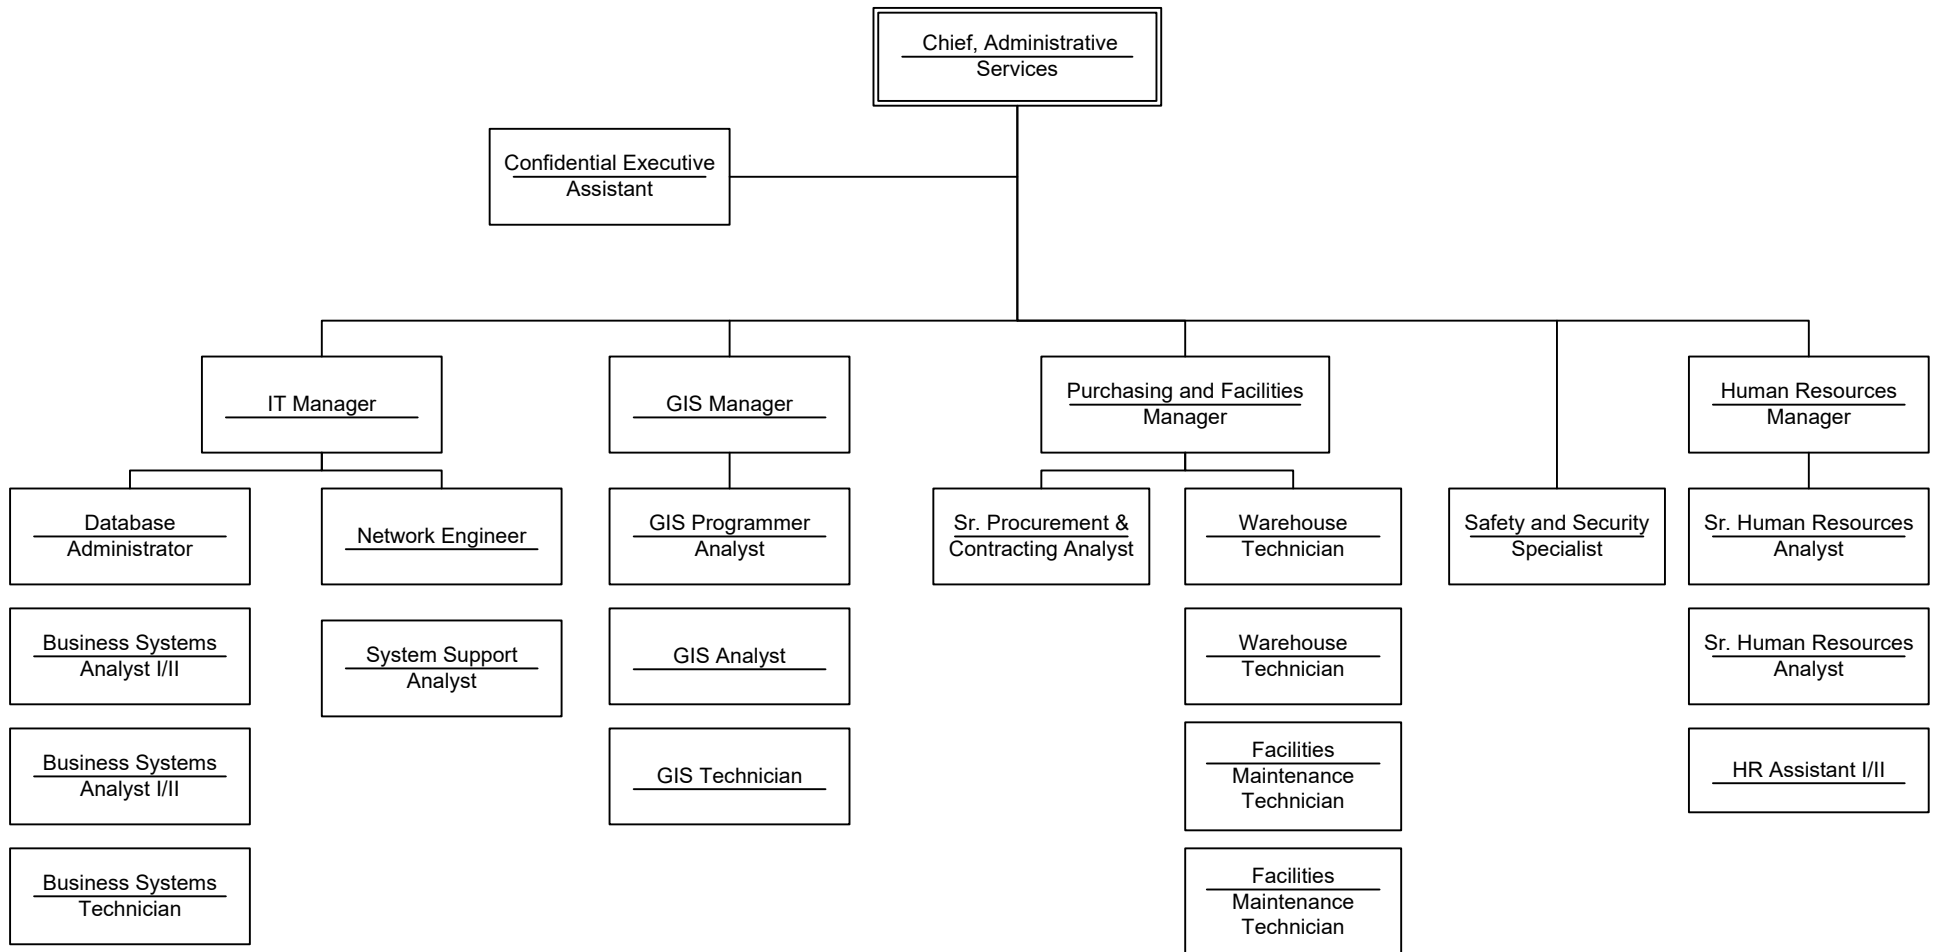 Chief, Administrative
Services
Confidential Executive
Assistant
IT Manager
GIS Manager
Purchasing and Facilities
Manager
Human Resources
Manager
Database
Administrator
Network Engineer
GIS Programmer
Analyst
Sr. Procurement &
Contracting Analyst
Warehouse
Technician
Safety and Security
Specialist
Sr. Human Resources
Analyst
Business Systems
Analyst I/II
System Support
Analyst
GIS Analyst
Warehouse
Technician
Sr. Human Resources
Analyst
Business Systems
Analyst I/II
GIS Technician
Facilities
Maintenance
Technician
HR Assistant I/II
Business Systems
Technician
Facilities
Maintenance
Technician